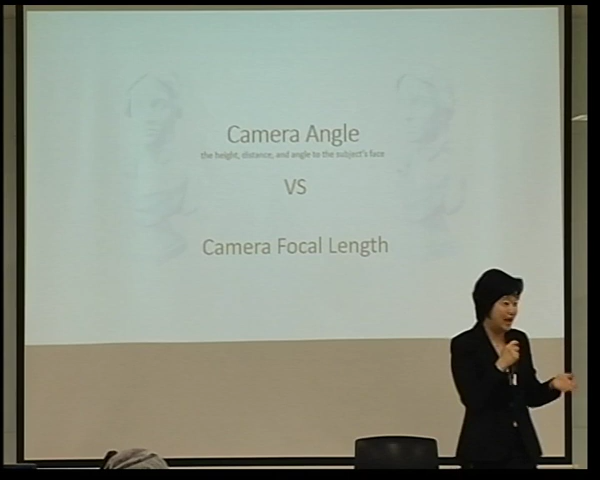 Camera Angle
the height, distance, and angle to the subject's face
VS
Camera Focal Length